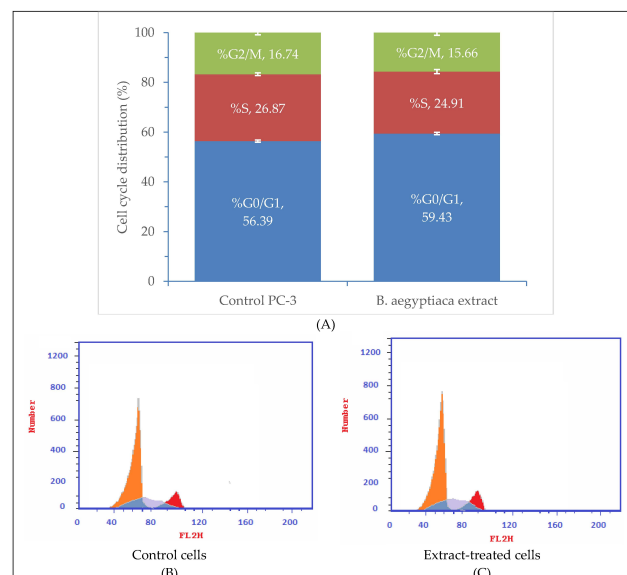 Cell cycle distribution (%)
100
80
60
40
20
0
%G2/M, 16.74
%S, 26.87
%G0/G1,
56.39
%G2/M, 15.66
%S, 24.91
%G0/G1,
59.43
Control PC-3
B. aegyptiaca extract
(A)
Number
1200
800
600
400
200
0
0 40 80 120 160 200
FL2H
Control cells
(B)
Number
1200
800
600
400
200
0
0 40 80 120 160 200
FL2H
Extract-treated cells
(C)